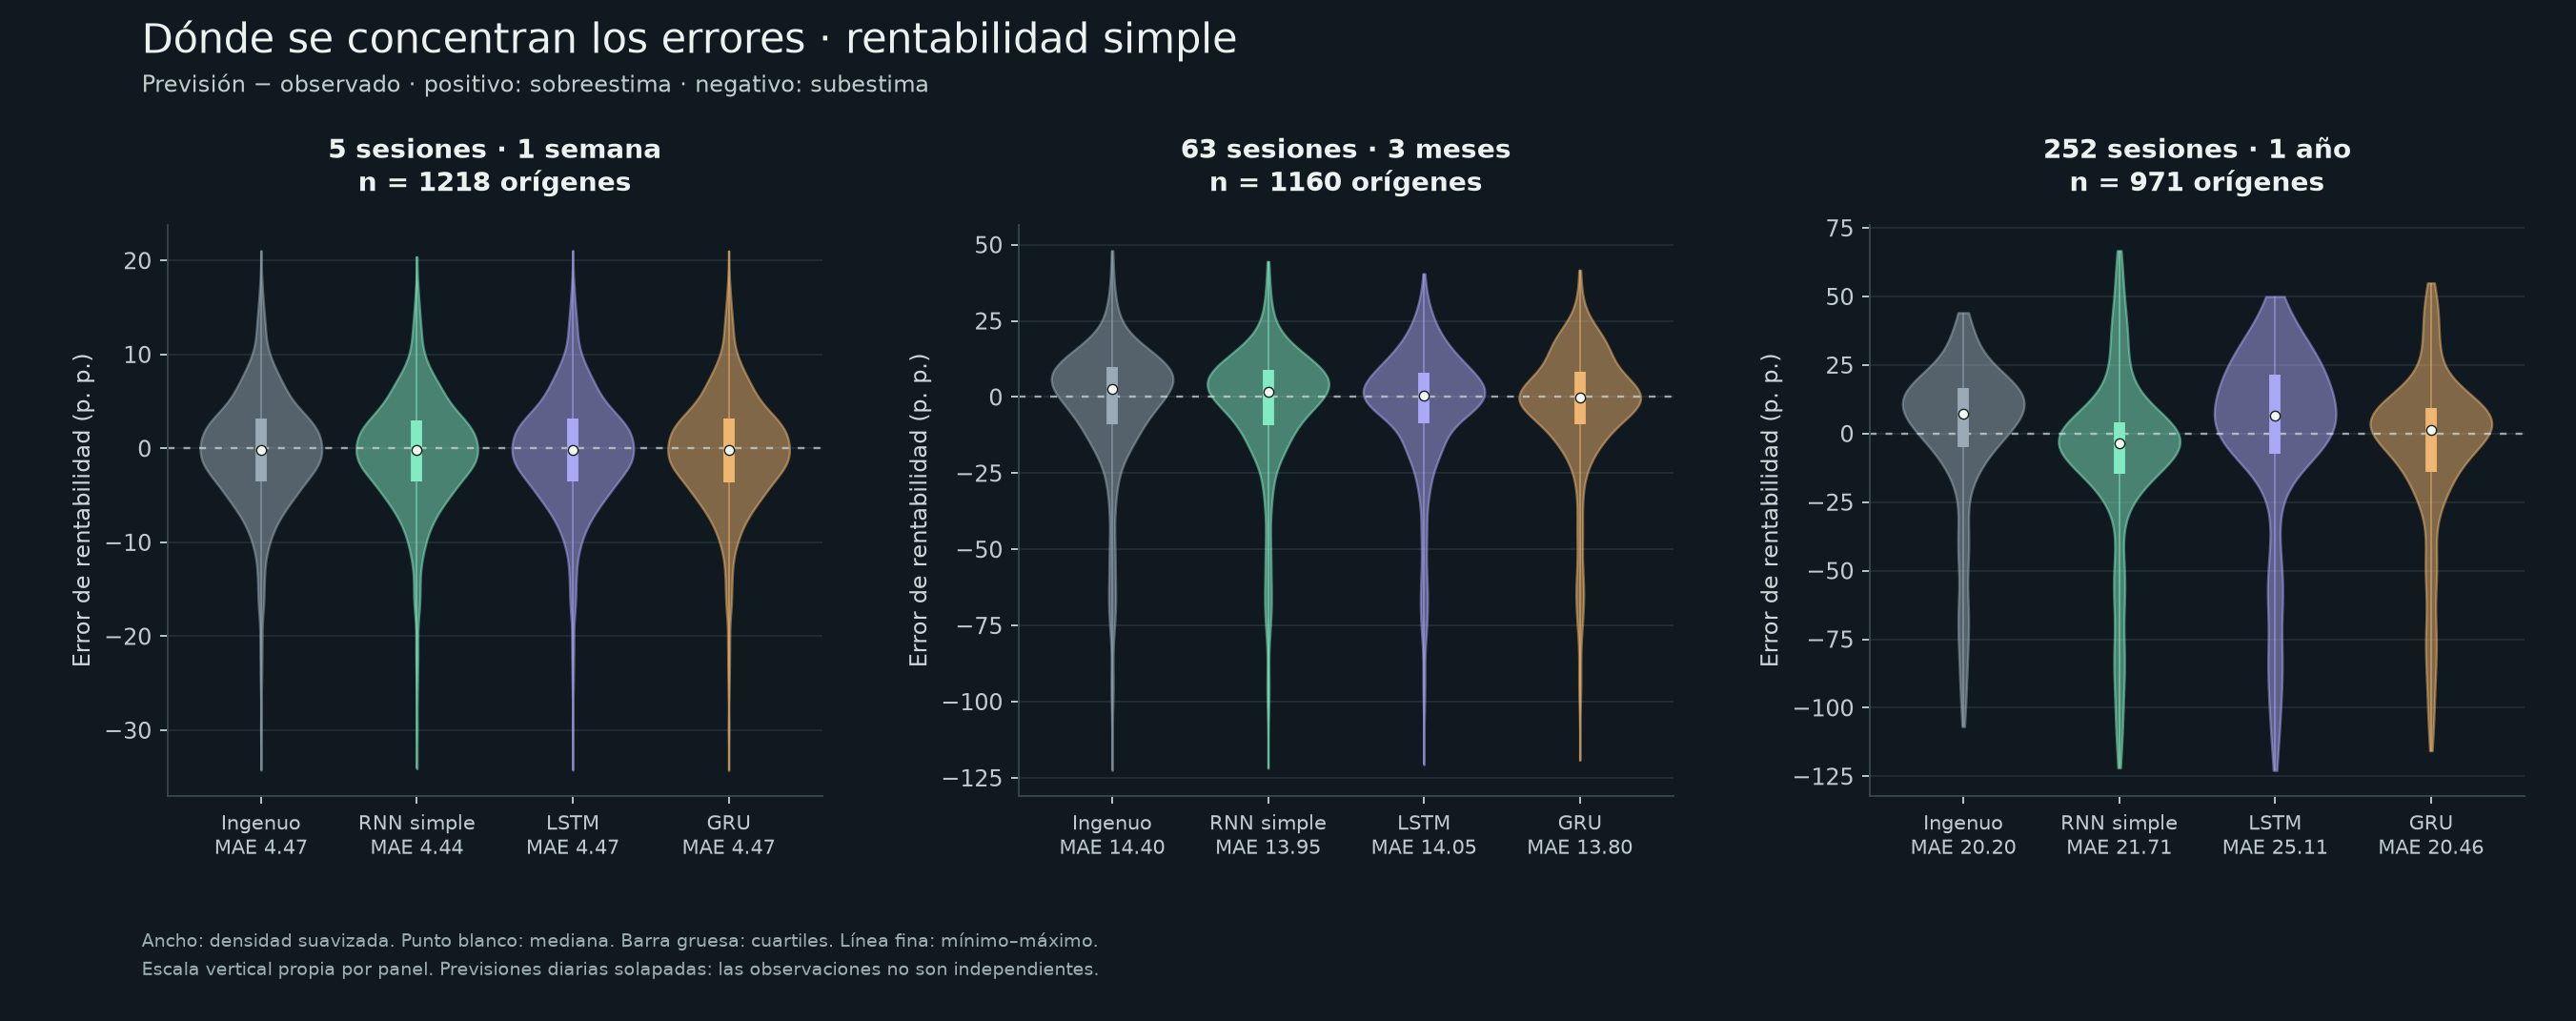 Dónde se concentran los errores · rentabilidad simple
Previsión − observado · positivo: sobreestima · negativo: subestima
5 sesiones · 1 semana
n = 1218 orígenes
Error de rentabilidad (p. p.)
20
10
0
−10
−20
−30
Ingenuo
MAE 4.47
RNN simple
MAE 4.44
LSTM
MAE 4.47
GRU
MAE 4.47
63 sesiones · 3 meses
n = 1160 orígenes
Error de rentabilidad (p. p.)
50
25
0
−25
−50
−75
−100
−125
Ingenuo
MAE 14.40
RNN simple
MAE 13.95
LSTM
MAE 14.05
GRU
MAE 13.80
252 sesiones · 1 año
n = 971 orígenes
Error de rentabilidad (p. p.)
75
50
25
0
−25
−50
−75
−100
−125
Ingenuo
MAE 20.20
RNN simple
MAE 21.71
LSTM
MAE 25.11
GRU
MAE 20.46
Ancho: densidad suavizada. Punto blanco: mediana. Barra gruesa: cuartiles. Línea fina: mínimo–máximo.
Escala vertical propia por panel. Previsiones diarias solapadas: las observaciones no son independientes.